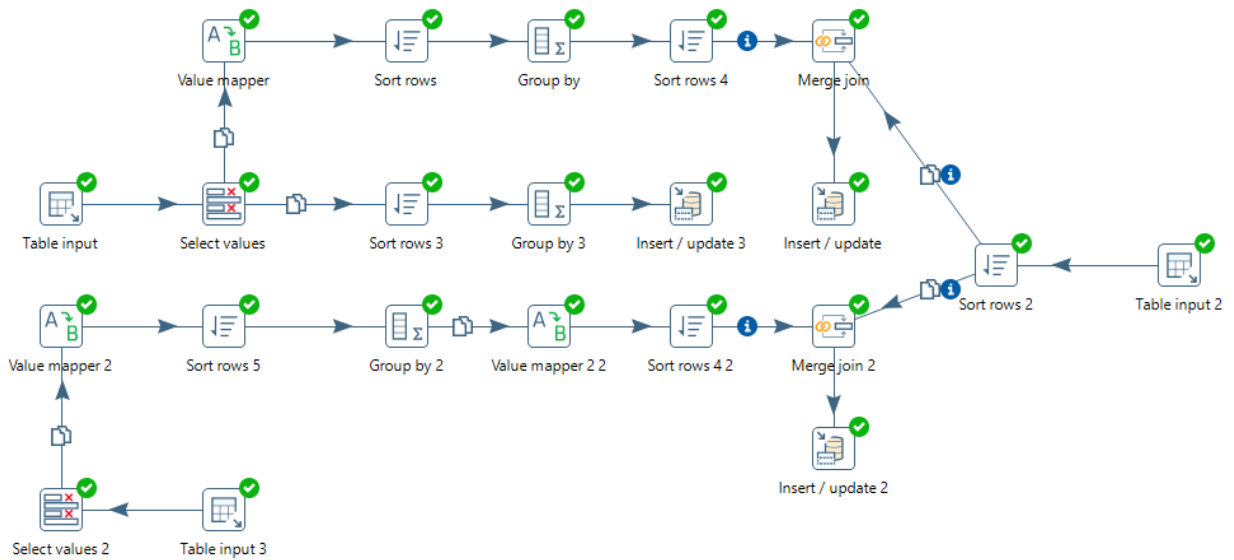 Value mapper
Sort rows
Group by
Sort rows 4
Merge join
Table input
Select values
Sort rows 3
Group by 3
Insert / update 3
Insert / update
Sort rows 2
Table input 2
Value mapper 2
Sort rows 5
Group by 2
Value mapper 2 2
Sort rows 4 2
Merge join 2
Insert / update 2
Select values 2
Table input 3